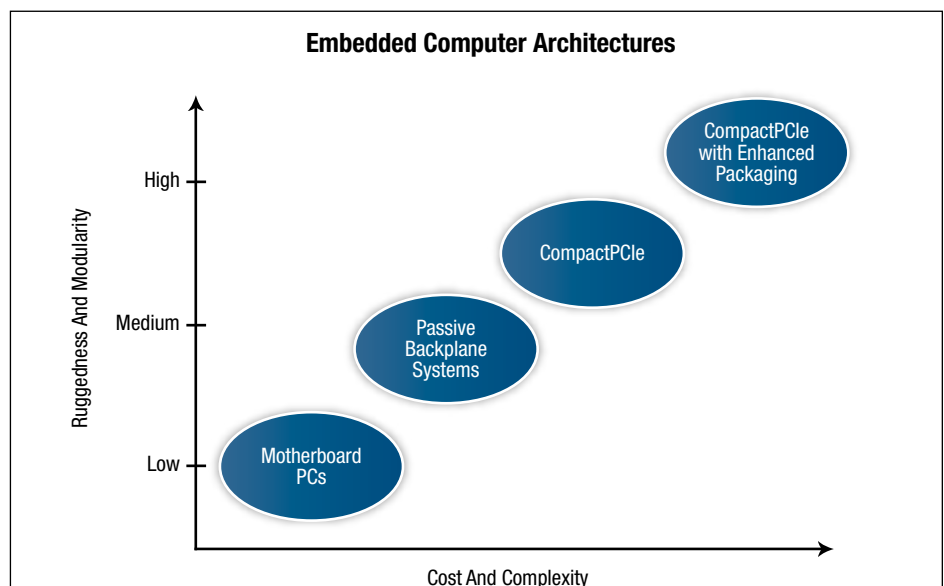 Embedded Computer Architectures
CompactPCIe
with Enhanced
Packaging
High
CompactPCIe
Ruggedness And Modularity
Medium
Passive
Backplane
Systems
Low
Motherboard
PCs
Cost And Complexity